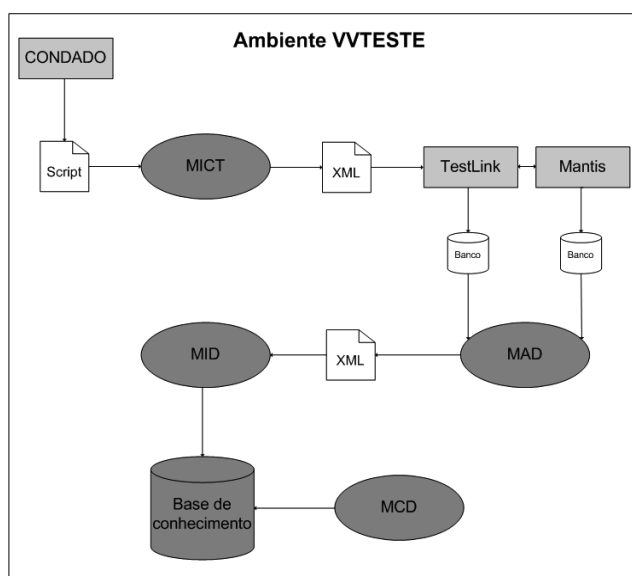 Ambiente VVTESTE
CONDADO
Script
MICT
XML
TestLink
Mantis
Banco
Banco
MID
XML
MAD
Base de
conhecimento
MCD